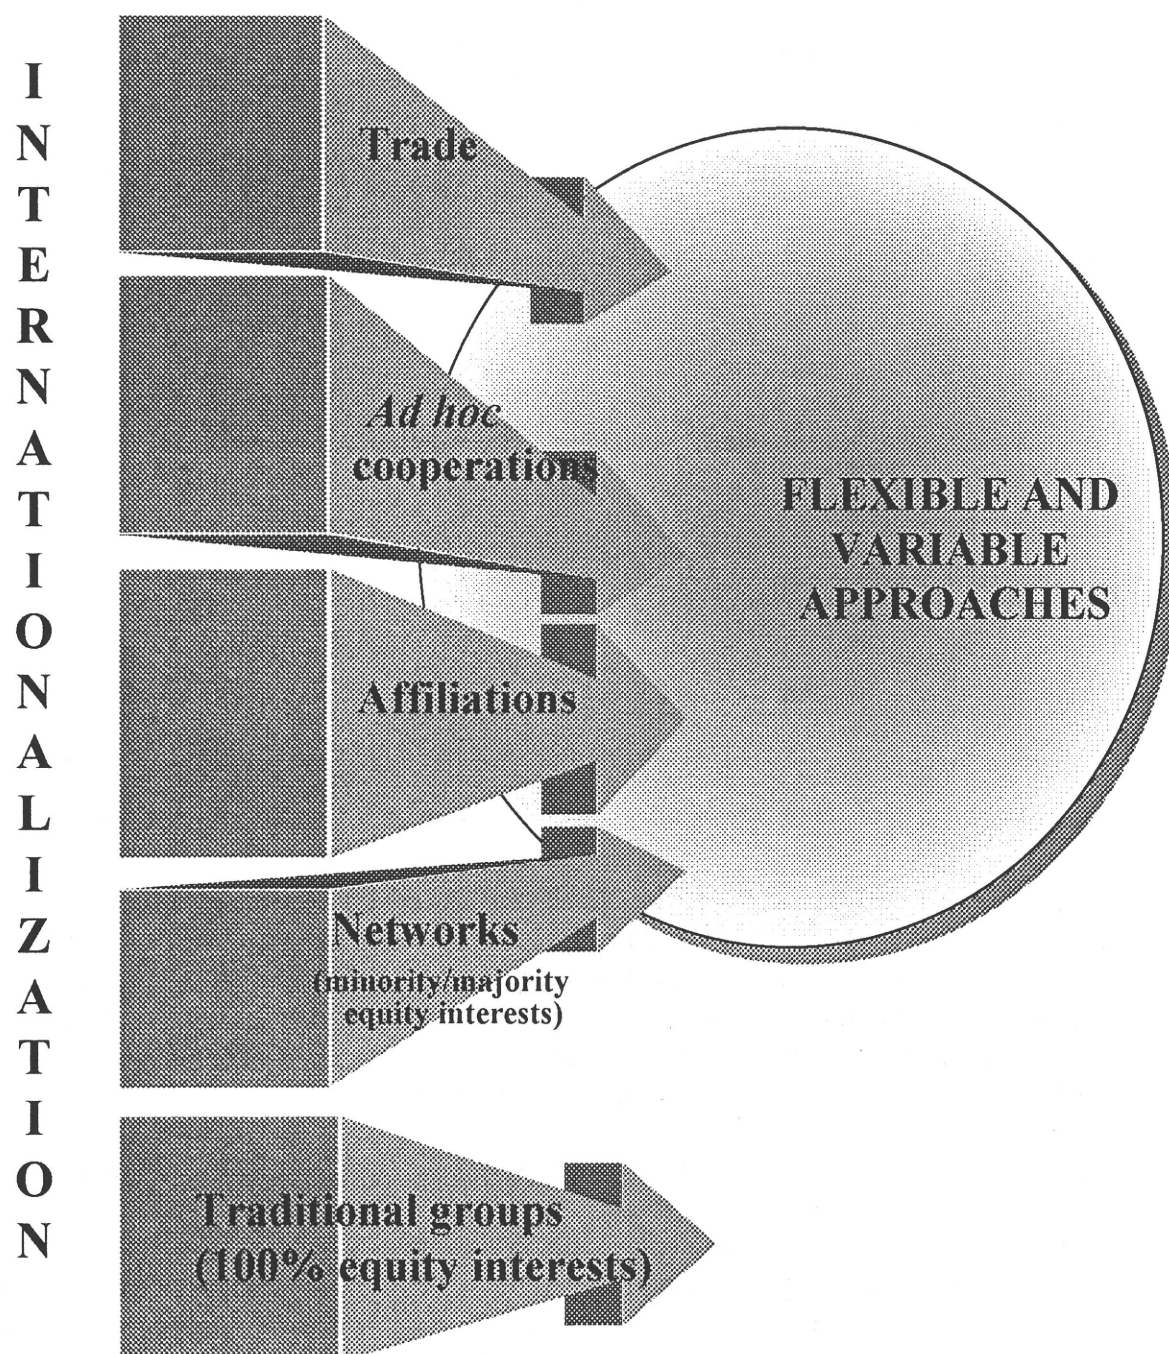 INTERNATIONALIZATION
Trade
Ad hoc
cooperations
FLEXIBLE AND
VARIABLE
APPROACHES
Affiliations
Networks
(minority/majority
equity interests)
Traditional groups
(100% equity interests)